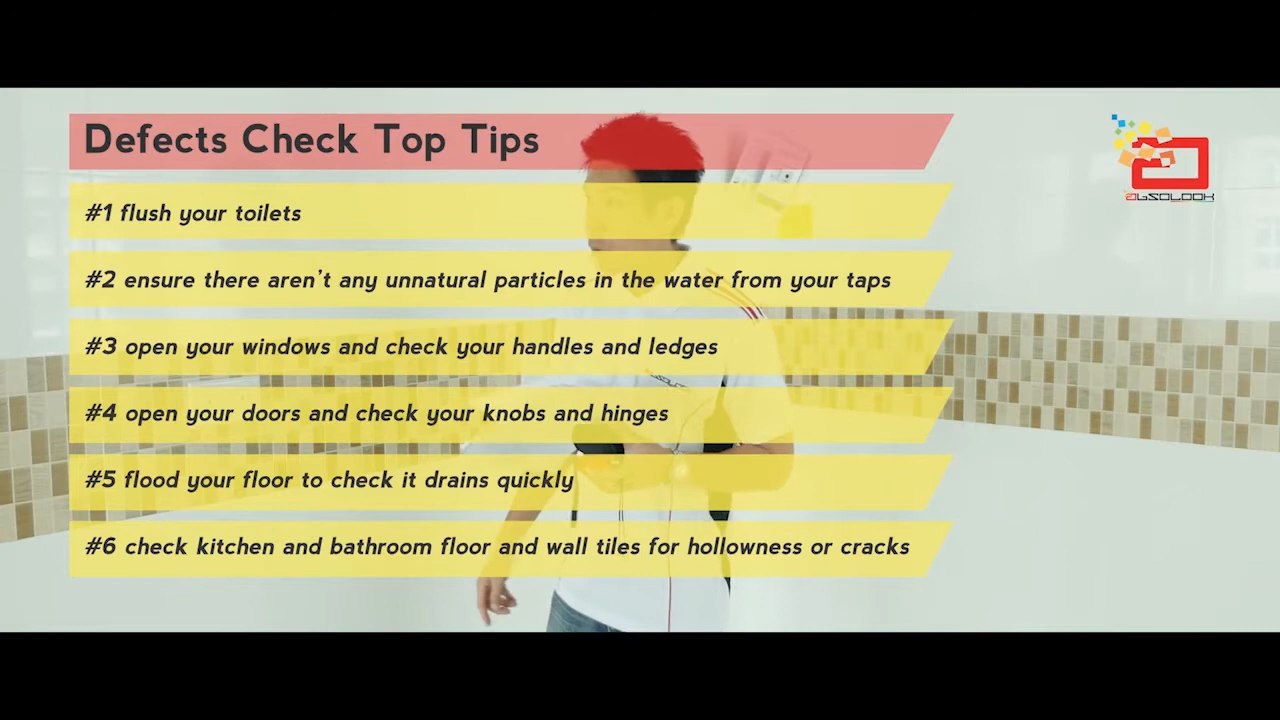 Defects Check Top Tips
#1 flush your toilets
#2 ensure there aren't any unnatural particles in the water from your taps
#3 open your windows and check your handles and ledges
#4 open your doors and check your knobs and hinges
#5 flood your floor to check it drains quickly
#6 check kitchen and bathroom floor and wall tiles for hollowness or cracks
absolook